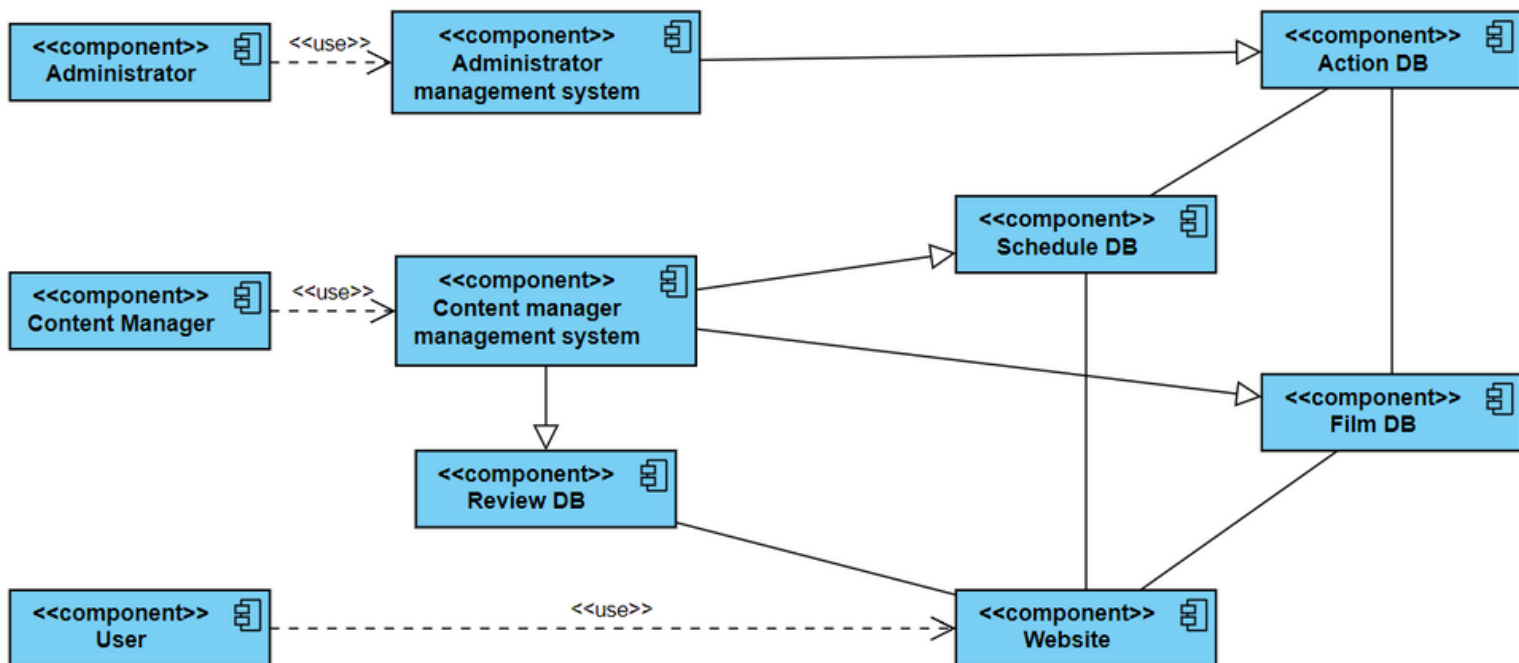 <<component>>
Administrator
<<use>>
<<component>>
Administrator
management system
<<component>>
Action DB
<<component>>
Schedule DB
<<component>>
Content Manager
<<use>>
<<component>>
Content manager
management system
<<component>>
Film DB
<<component>>
Review DB
<<component>>
User
<<use>>
<<component>>
Website